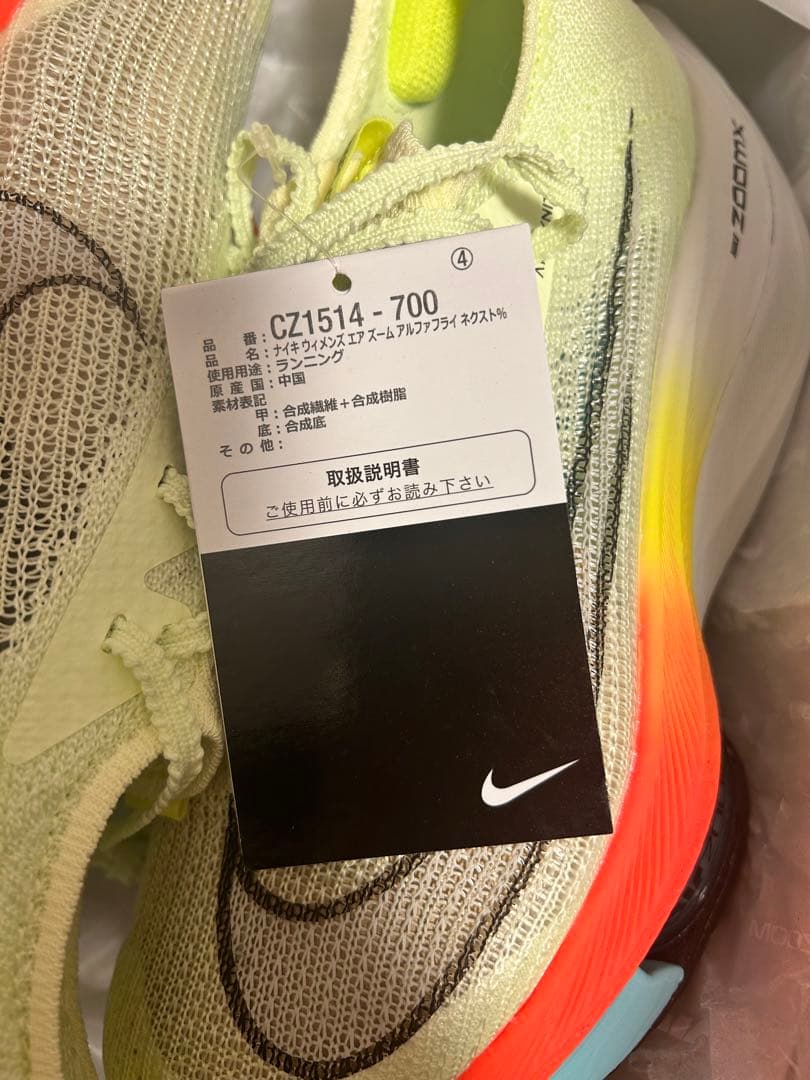 ④
品番：CZ1514 - 700
品名：ナイキ ウィメンズ エア ズーム アルファフライ ネクスト%
使用用途：ランニング
原産国：中国
素材表記
甲：合成繊維＋合成樹脂
底：合成底
その他：
取扱説明書
ご使用前に必ずお読み下さい
ZOOMX